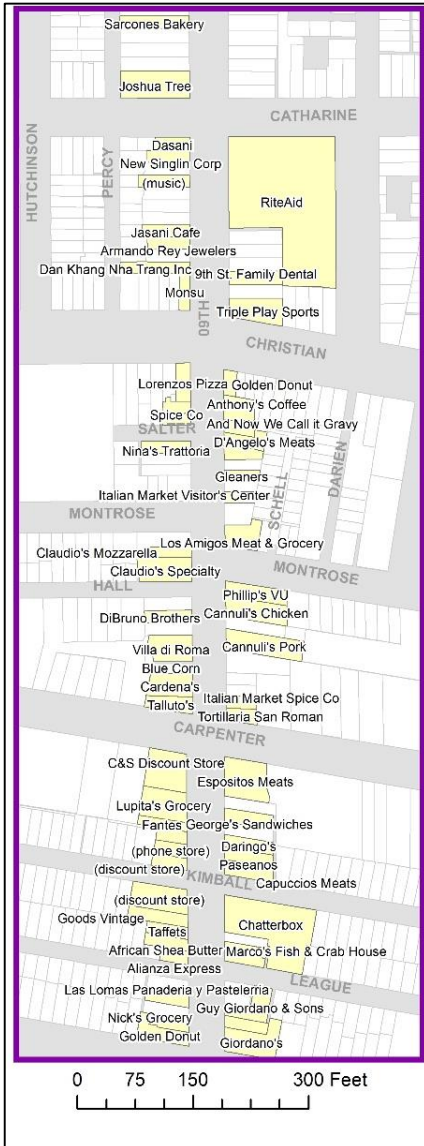 Sarcones Bakery
Joshua Tree
CATHARINE
HUTCHINSON
PERCY
Dasani
New Singlin Corp
(music)
RiteAid
Jasani Cafe
Armando Rey Jewelers
Dan Khang Nha Trang Inc
9th St. Family Dental
Monsu
09TH
Triple Play Sports
CHRISTIAN
Lorenzos Pizza
Golden Donut
Anthony's Coffee
Spice Co
And Now We Call it Gravy
SALTER
D'Angelo's Meats
Nina's Trattoria
DARIEN
Gleaners
SCHELL
Italian Market Visitor's Center
MONTROSE
Los Amigos Meat & Grocery
Claudio's Mozzarella
Claudio's Specialty
MONTROSE
HALL
Phillip's VU
DiBruno Brothers
Cannuli's Chicken
Villa di Roma
Cannuli's Pork
Blue Corn
Cardena's
Italian Market Spice Co
Talluto's
Tortillaria San Roman
CARPENTER
C&S Discount Store
Espositos Meats
Lupita's Grocery
Fantes
George's Sandwiches
(phone store)
Daringo's
(discount store)
Paseanos
KIMBALL
Capuccios Meats
(discount store)
Goods Vintage
Chatterbox
Taffets
African Shea Butter
Marco's Fish & Crab House
Alianza Express
LEAGUE
Las Lomas Panaderia y Pastelerria
Guy Giordano & Sons
Nick's Grocery
Golden Donut
Giordano's
0 75 150 300 Feet